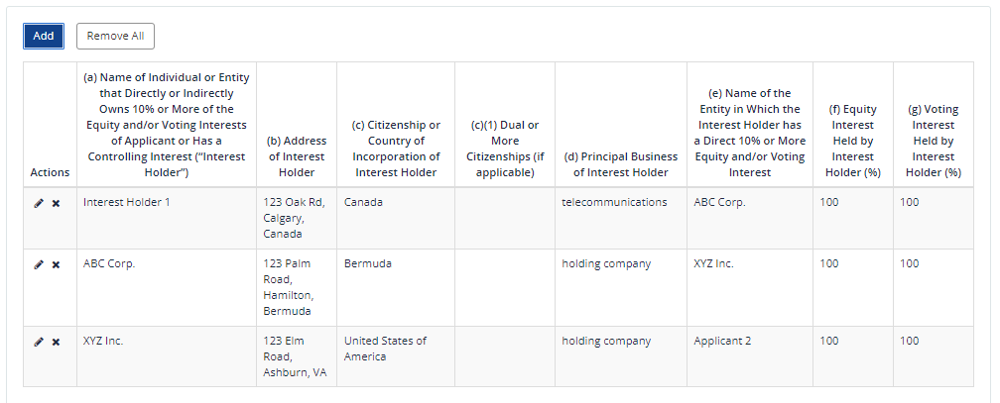 Add Remove All
Actions
(a) Name of Individual or Entity
that Directly or Indirectly
Owns 10% or More of the
Equity and/or Voting Interests
of Applicant or Has a
Controlling Interest (“Interest
Holder”)
(b) Address
of Interest
Holder
(c) Citizenship or
Country of
Incorporation of
Interest Holder
(c)(1) Dual or
More
Citizenships (if
applicable)
(d) Principal Business
of Interest Holder
(e) Name of the
Entity in Which the
Interest Holder has
a Direct 10% or More
Equity and/or Voting
Interest
(f) Equity
Interest
Held by
Interest
Holder (%)
(g) Voting
Interest
Held by
Interest
Holder (%)
Interest Holder 1
123 Oak Rd,
Calgary,
Canada
Canada
telecommunications
ABC Corp.
100
100
ABC Corp.
123 Palm
Road,
Hamilton,
Bermuda
Bermuda
holding company
XYZ Inc.
100
100
XYZ Inc.
123 Elm
Road,
Ashburn, VA
United States of
America
holding company
Applicant 2
100
100